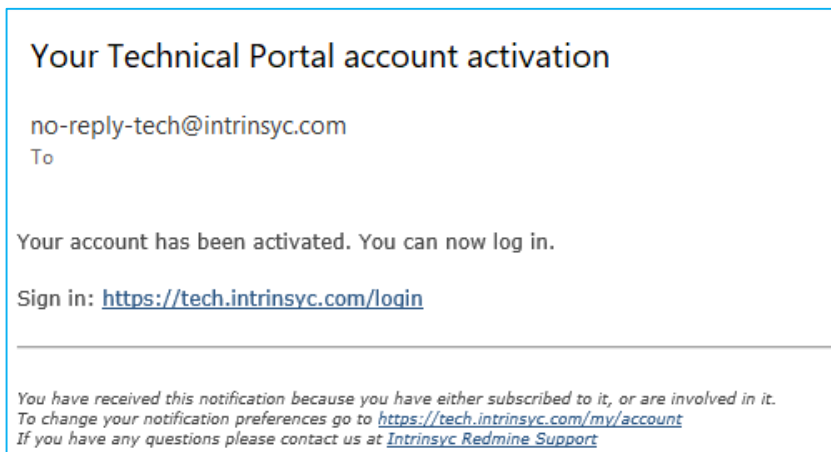 Your Technical Portal account activation
no-reply-tech@intrinsyc.com
To
Your account has been activated. You can now log in.
Sign in: https://tech.intrinsyc.com/login
You have received this notification because you have either subscribed to it, or are involved in it.
To change your notification preferences go to https://tech.intrinsyc.com/my/account
If you have any questions please contact us at Intrinsyc Redmine Support